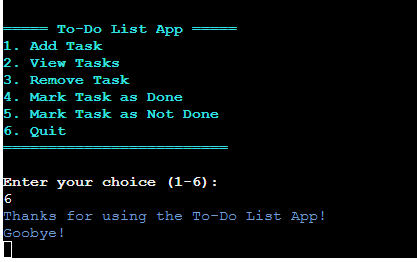 ===== To-Do List App =====
1. Add Task
2. View Tasks
3. Remove Task
4. Mark Task as Done
5. Mark Task as Not Done
6. Quit
=========================
Enter your choice (1-6):
6
Thanks for using the To-Do List App!
Goobye!